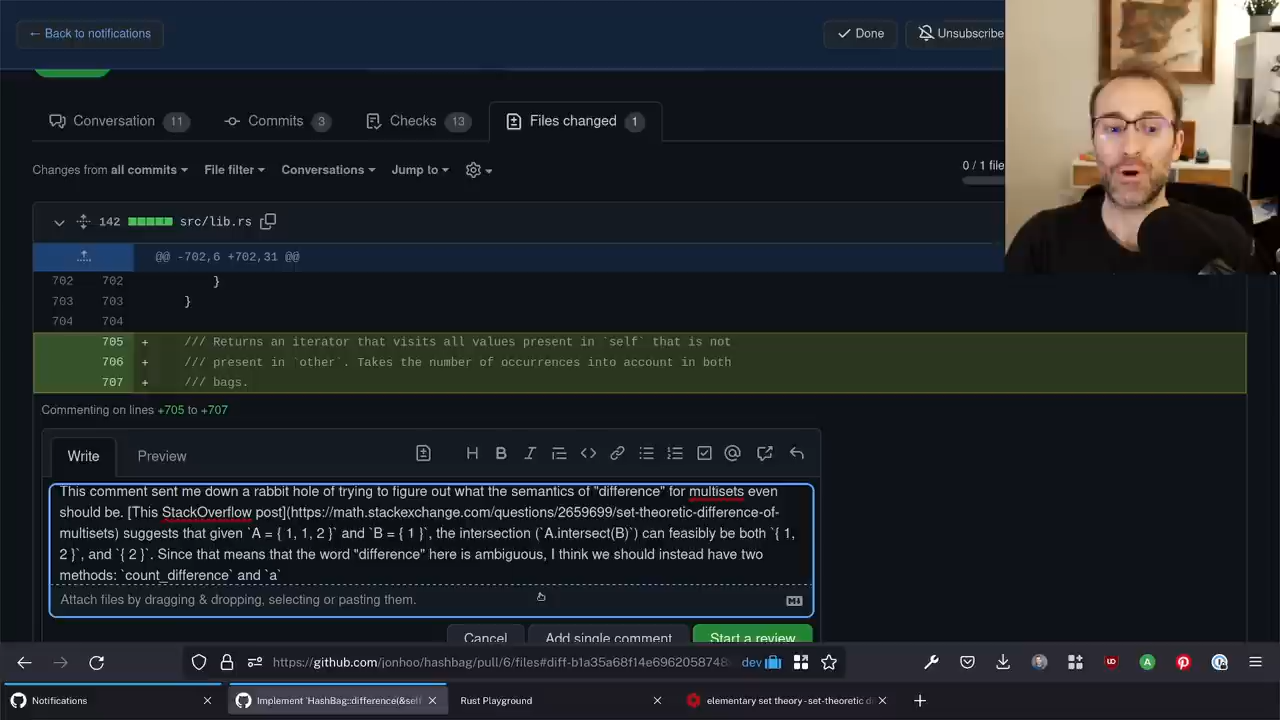 ← Back to notifications
Done
Unsubscribe
Conversation 11
Commits 3
Checks 13
Files changed 1
Changes from all commits
File filter
Conversations
Jump to
0 / 1 file
142
src/lib.rs
@@ -702,6 +702,31 @@
702 702 }
703 703 }
704 704
705 + /// Returns an iterator that visits all values present in `self` that is not
706 + /// present in `other`. Takes the number of occurrences into account in both
707 + /// bags.
Commenting on lines +705 to +707
Write
Preview
This comment sent me down a rabbit hole of trying to figure out what the semantics of "difference" for multisets even
should be. [This StackOverflow post](https://math.stackexchange.com/questions/2659699/set-theoretic-difference-of-
multisets) suggests that given `A = { 1, 1, 2 }` and `B = { 1 }`, the intersection (`A.intersect(B)`) can feasibly be both `{ 1,
2 }`, and `{ 2 }`. Since that means that the word "difference" here is ambiguous, I think we should instead have two
methods: `count_difference` and `a`
Attach files by dragging & dropping, selecting or pasting them.
Cancel
Add single comment
Start a review
https://github.com/jonhoo/hashbag/pull/6/files#diff-b1a35a68f14e6962058748
dev
Notifications
Implement `HashBag::difference(&self
Rust Playground
elementary set theory - set-theoretic di